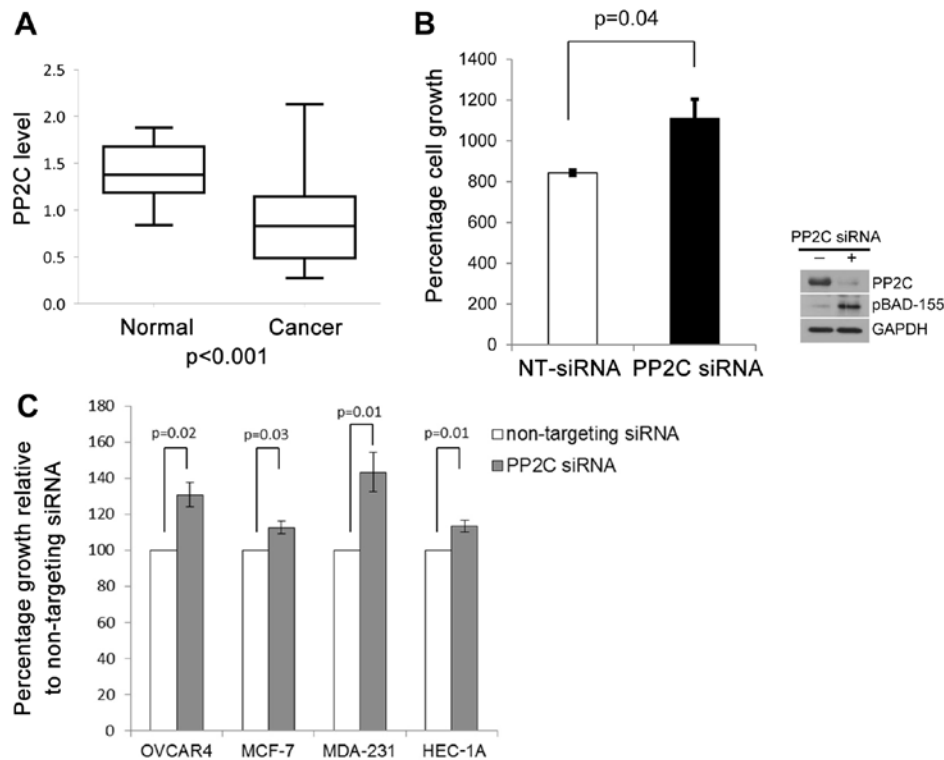 A
PP2C level
2.5
2.0
1.5
1.0
0.5
0.0
Normal Cancer
p<0.001
B
p=0.04
Percentage cell growth
1400
1200
1000
800
600
400
200
0
NT-siRNA PP2C siRNA
PP2C siRNA
– +
PP2C
pBAD-155
GAPDH
C
Percentage growth relative
to non-targeting siRNA
180
160
140
120
100
80
60
40
20
0
p=0.02 p=0.03 p=0.01 p=0.01
OVCAR4 MCF-7 MDA-231 HEC-1A
non-targeting siRNA
PP2C siRNA